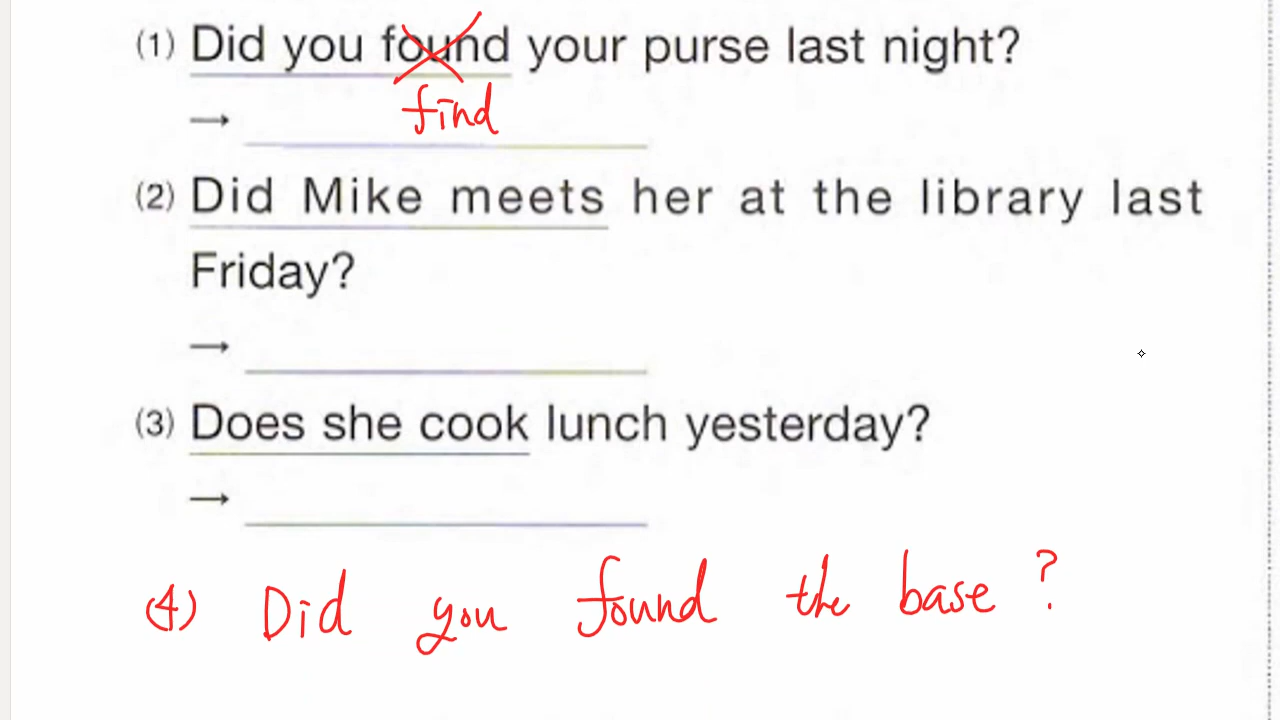 (1) Did you found your purse last night?
→ find
(2) Did Mike meets her at the library last
Friday?
→
(3) Does she cook lunch yesterday?
→
(4) Did you found the base?